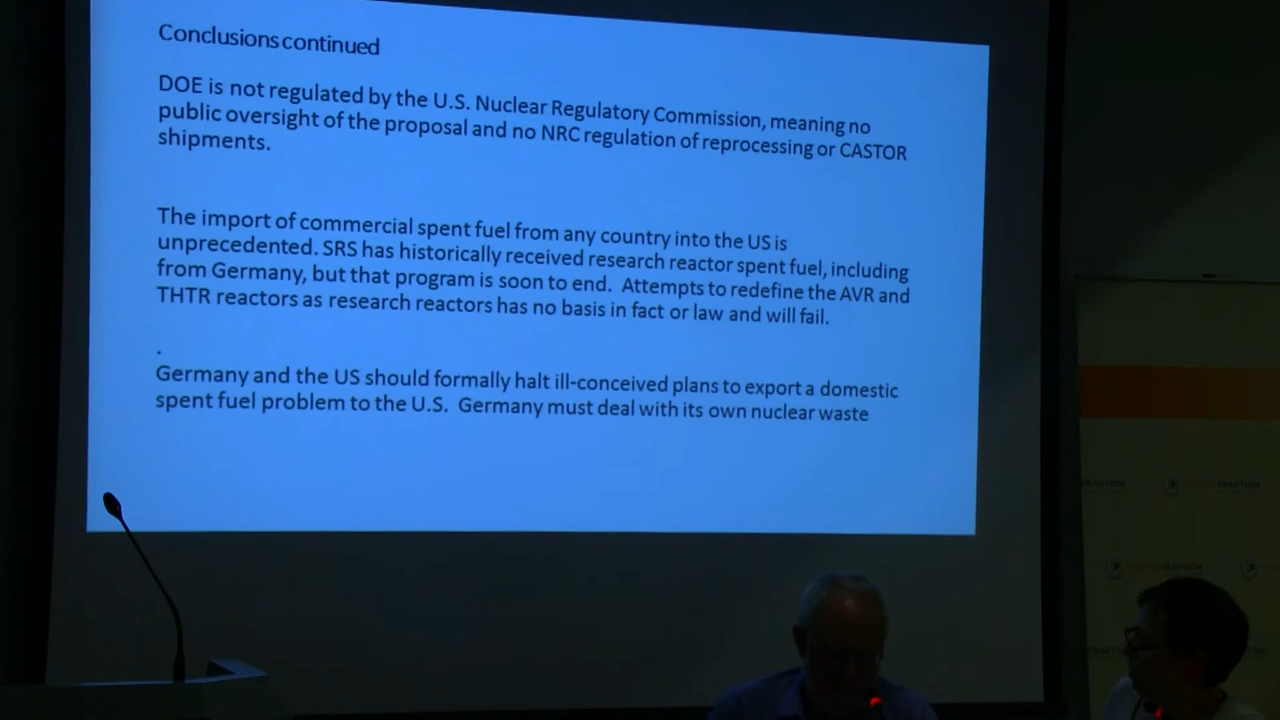 Conclusions continued
DOE is not regulated by the U.S. Nuclear Regulatory Commission, meaning no
public oversight of the proposal and no NRC regulation of reprocessing or CASTOR
shipments.
The import of commercial spent fuel from any country into the US is
unprecedented. SRS has historically received research reactor spent fuel, including
from Germany, but that program is soon to end. Attempts to redefine the AVR and
THTR reactors as research reactors has no basis in fact or law and will fail.
.
Germany and the US should formally halt ill-conceived plans to export a domestic
spent fuel problem to the U.S. Germany must deal with its own nuclear waste
FRAKTION
FRAKTION